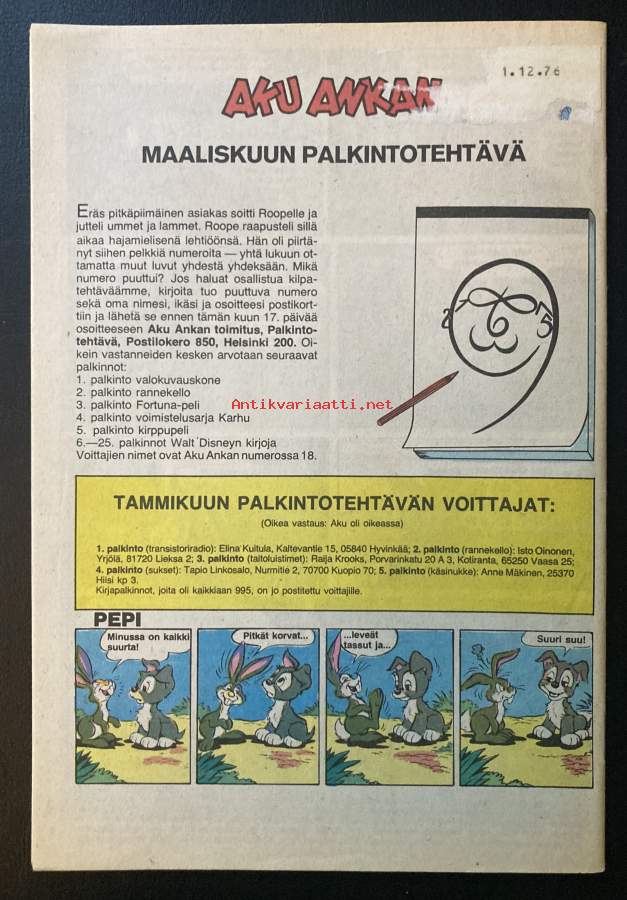 1.12.76
AKU ANKAN
MAALISKUUN PALKINTOTEHTÄVÄ
Eräs pitkäpiimäinen asiakas soitti Roopelle ja
jutteli ummet ja lammet. Roope raapusteli sillä
aikaa hajamielisenä lehtiöönsä. Hän oli piirtä-
nyt siihen pelkkiä numeroita — yhtä lukuun ot-
tamatta muut luvut yhdestä yhdeksään. Mikä
numero puuttui? Jos haluat osallistua kilpa-
tehtäväämme, kirjoita tuo puuttuva numero
sekä oma nimesi, ikäsi ja osoitteesi postikort-
tiin ja lähetä se ennen tämän kuun 17. päivää
osoitteeseen Aku Ankan toimitus, Palkinto-
tehtävä, Postilokero 850, Helsinki 200. Oi-
kein vastanneiden kesken arvotaan seuraavat
palkinnot:
1. palkinto valokuvauskone
2. palkinto rannekello
3. palkinto Fortuna-peli
4. palkinto voimistelusarja Karhu
5. palkinto kirppupeli
6.—25. palkinnot Walt Disneyn kirjoja
Voittajien nimet ovat Aku Ankan numerossa 18.
Antikvariaatti.net
TAMMIKUUN PALKINTOTEHTÄVÄN VOITTAJAT:
(Oikea vastaus: Aku oli oikeassa)
1. palkinto (transistoriradio): Elina Kultula, Kaltevantie 15, 05840 Hyvinkää; 2. palkinto (rannekello): Isto Oinonen,
Yrjölä, 81720 Lieksa 2; 3. palkinto (taitoluistimet): Raija Krooks, Porvarinkatu 20 A 3, Kotiranta, 65250 Vaasa 25;
4. palkinto (sukset): Tapio Linkosalo, Nurmitie 2, 70700 Kuopio 70; 5. palkinto (käsinukke): Anne Mäkinen, 25370
Hiisi kp 3.
Kirjapalkinnot, joita oli kaikkiaan 995, on jo postitettu voittajille.
PEPI
Minussa on kaikki
suurta!
Pitkät korvat...
...leveät
tassut ja...
Suuri suu!